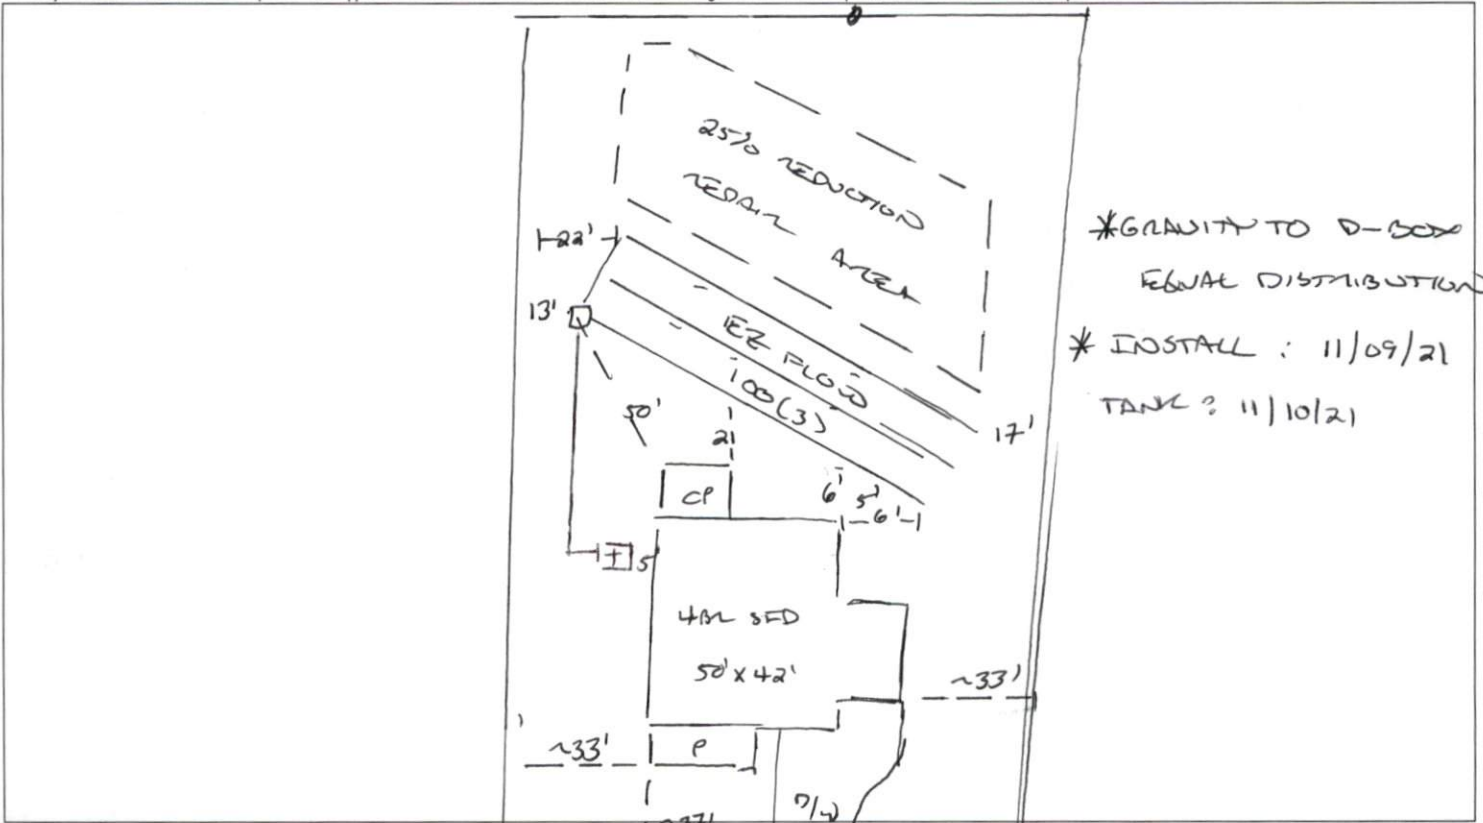 25% REDUCTION
REPAIR AREA
22'
13'
EZ FLOW
100(3)
50'
21
17'
CP
6' 5'
6'
T 5'
4BR SFD
50' x 42'
~33'
~33'
P
D/W
*GRAVITY TO D-BOX
EQUAL DISTRIBUTION
* INSTALL : 11/09/21
TANK : 11/10/21